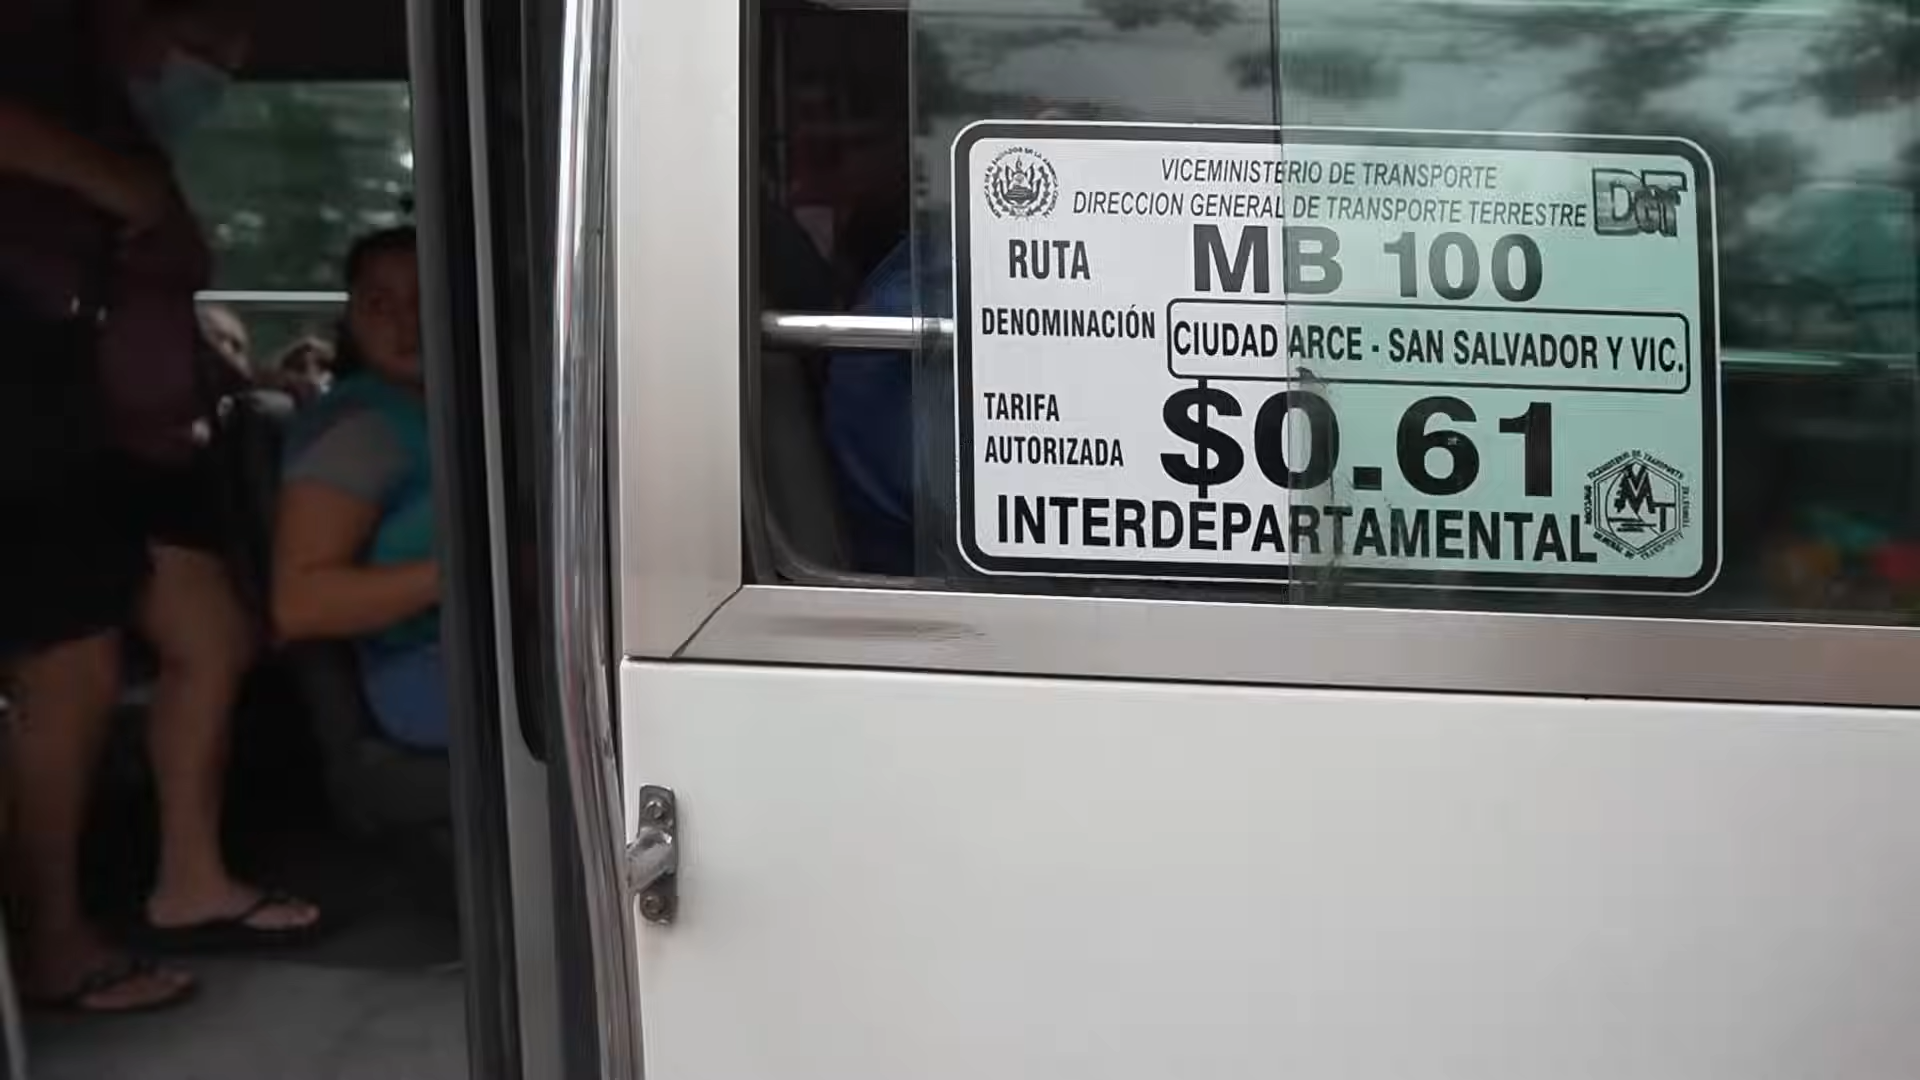 VICEMINISTERIO DE TRANSPORTE
DIRECCION GENERAL DE TRANSPORTE TERRESTRE
DGT
RUTA MB 100
DENOMINACIÓN CIUDAD ARCE - SAN SALVADOR Y VIC.
TARIFA
AUTORIZADA $0.61
INTERDEPARTAMENTAL
VMT